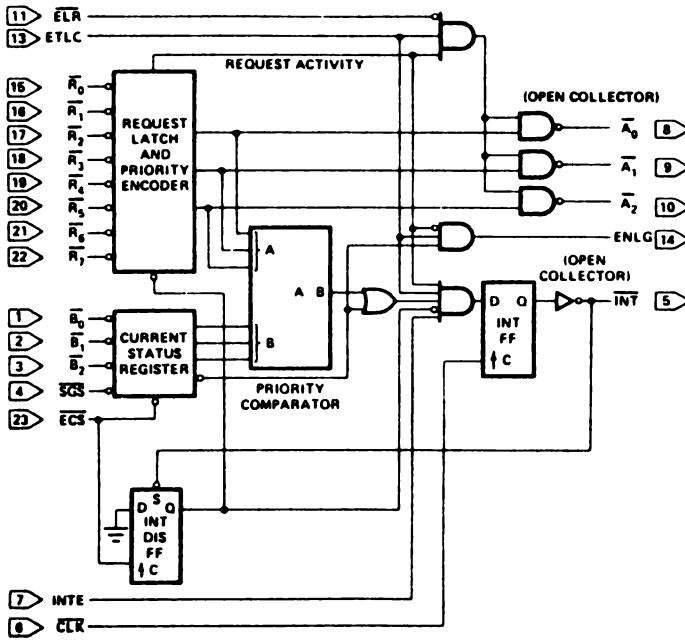 11 ELR
13 ETLC
REQUEST ACTIVITY
15 R0
16 R1
17 R2
18 R3
19 R4
20 R5
21 R6
22 R7
REQUEST
LATCH
AND
PRIORITY
ENCODER
(OPEN COLLECTOR)
A0 8
A1 9
A2 10
ENLG 14
(OPEN
COLLECTOR)
INT 5
A
A B
B
PRIORITY
COMPARATOR
D Q
INT
FF
C
1 B0
2 B1
3 B2
4 SGS
23 ECS
CURRENT
STATUS
REGISTER
S
D Q
INT
DIS
FF
C
7 INTE
6 CLK